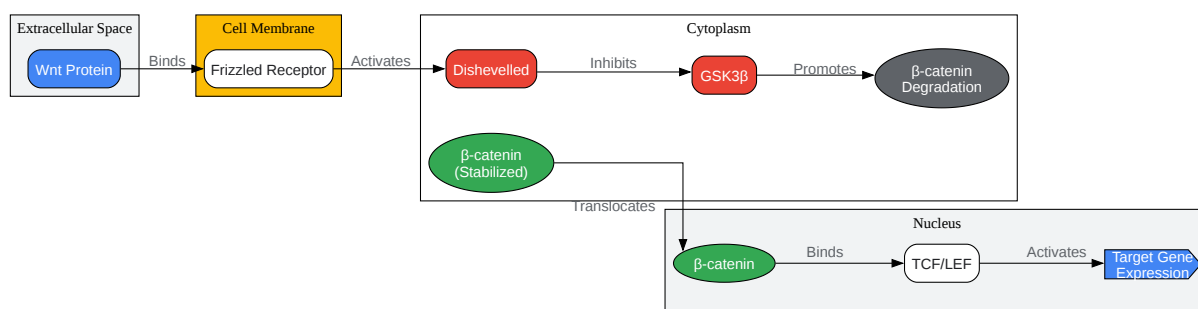 Extracellular Space
Wnt Protein
Binds
Cell Membrane
Frizzled Receptor
Activates
Cytoplasm
Dishevelled
Inhibits
GSK3β
Promotes
β-catenin
Degradation
β-catenin
(Stabilized)
Translocates
Nucleus
β-catenin
Binds
TCF/LEF
Activates
Target Gene
Expression